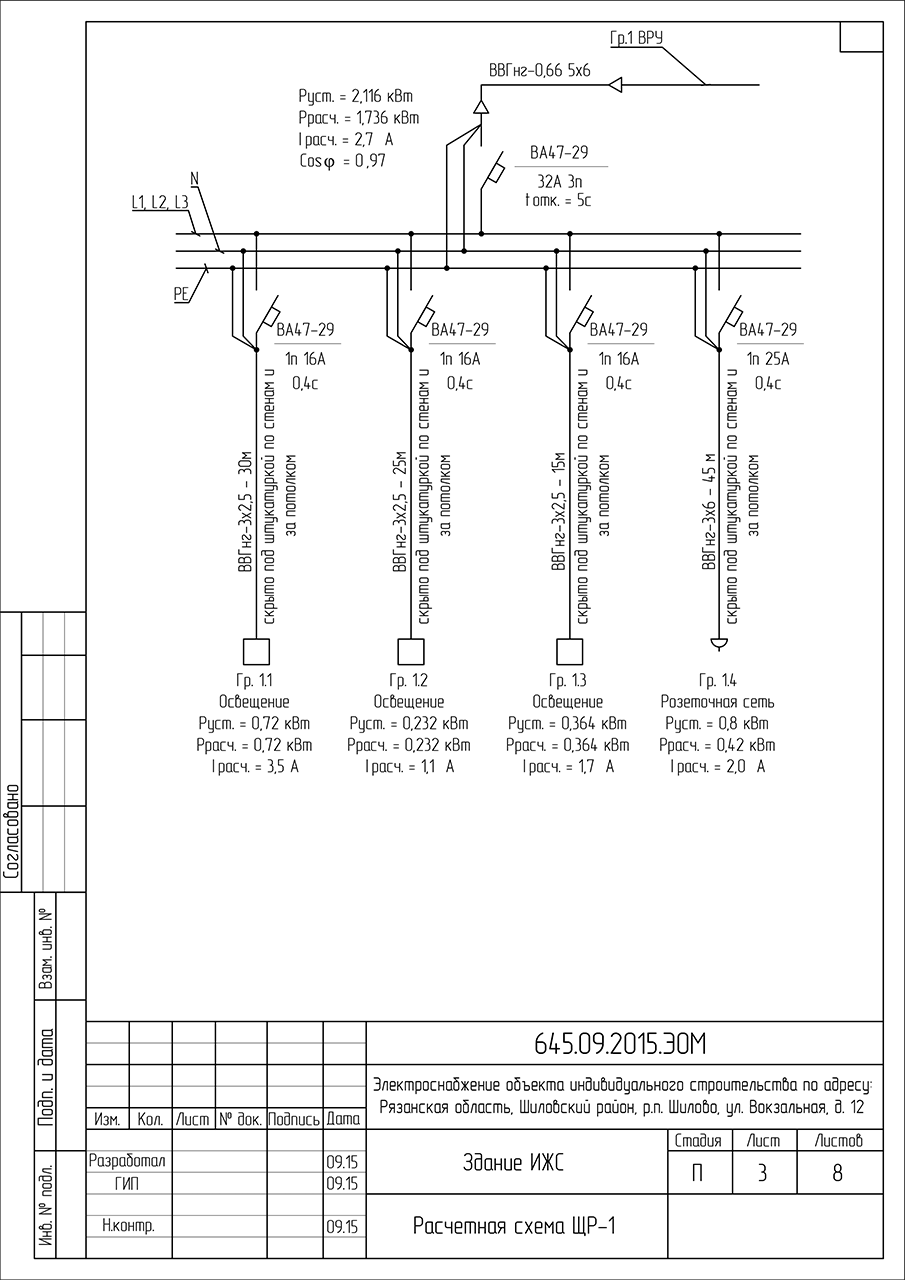 Гр.1 ВРУ
ВВГнг-0,66 5х6
Руст. = 2,116 кВт
Ррасч. = 1,736 кВт
Iрасч. = 2,7 А
Cosφ = 0,97
ВА47-29
32А 3п
tотк. = 5с
N
L1, L2, L3
PE
ВА47-29
1п 16А
0,4с
ВА47-29
1п 16А
0,4с
ВА47-29
1п 16А
0,4с
ВА47-29
1п 25А
0,4с
ВВГнг-3х2,5 - 30м
скрыто под штукатуркой по стенам и
за потолкам
ВВГнг-3х2,5 - 25м
скрыто под штукатуркой по стенам и
за потолкам
ВВГнг-3х2,5 - 15м
скрыто под штукатуркой по стенам и
за потолкам
ВВГнг-3х6 - 45 м
скрыто под штукатуркой по стенам и
за потолкам
Гр. 1.1
Освещение
Руст. = 0,72 кВт
Ррасч. = 0,72 кВт
Iрасч. = 3,5 А
Гр. 1.2
Освещение
Руст. = 0,232 кВт
Ррасч. = 0,232 кВт
Iрасч. = 1,1 А
Гр. 1.3
Освещение
Руст. = 0,364 кВт
Ррасч. = 0,364 кВт
Iрасч. = 1,7 А
Гр. 1.4
Розеточная сеть
Руст. = 0,8 кВт
Ррасч. = 0,42 кВт
Iрасч. = 2,0 А
Согласовано
Взам. инв. №
Подп. и дата
Инв. № подл.
645.09.2015.ЭОМ
Электроснабжение объекта индивидуального строительства по адресу:
Рязанская область, Шиловский район, р.п. Шилово, ул. Вокзальная, д. 12
Изм. Кол. Лист № док. Подпись Дата
Разработал 09.15
ГИП 09.15
Н.контр. 09.15
Здание ИЖС
Стадия Лист Листов
П 3 8
Расчетная схема ЩР-1